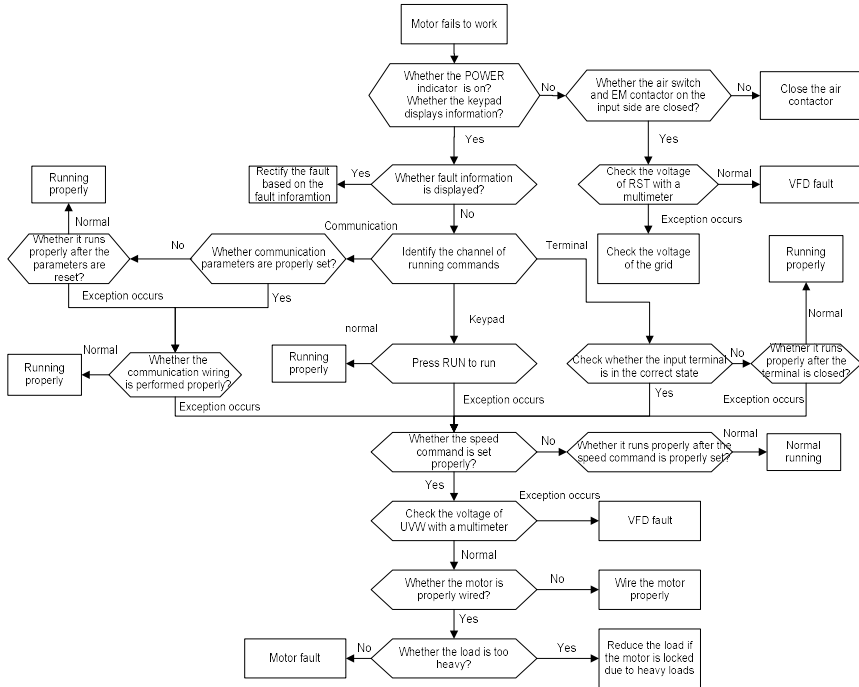 Motor fails to work
Whether the POWER
indicator is on?
Whether the keypad
displays information?
No
Whether the air switch
and EM contactor on the
input side are closed?
No
Close the air
contactor
Yes
Yes
Running
properly
Rectify the fault
based on the
fault inforamtion
Yes
Whether fault information
is displayed?
Check the voltage
of RST with a
multimeter
Normal
VFD fault
Normal
No
Exception occurs
Communication
Whether it runs
properly after the
parameters are
reset?
No
Whether communication
parameters are properly set?
Identify the channel of
running commands
Terminal
Check the voltage
of the grid
Running
properly
Exception occurs
Yes
Keypad
Normal
normal
Running
properly
Normal
Whether the
communication wiring
is performed properly?
Running
properly
Press RUN to run
Check whether the input terminal
is in the correct state
No
Whether it runs
properly after the
terminal is closed?
Exception occurs
Exception occurs
Yes
Exception occurs
Whether the speed
command is set
properly?
No
Whether it runs properly after the
speed command is properly set?
Normal
Normal
running
Yes
Exception occurs
Check the voltage of
UVW with a multimeter
VFD fault
Normal
Whether the motor is
properly wired?
No
Wire the motor
properly
Yes
Motor fault
No
Whether the load is too
heavy?
Yes
Reduce the load if
the motor is locked
due to heavy loads